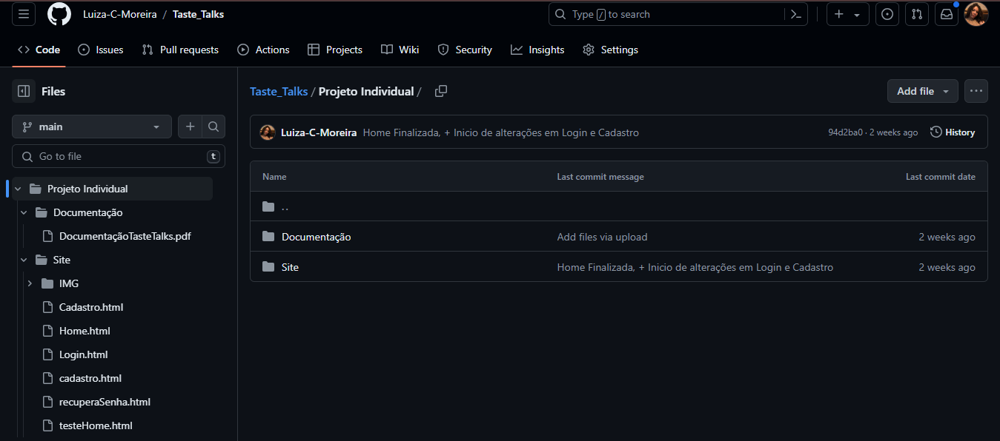 Luiza-C-Moreira / Taste_Talks
Type / to search
Code Issues Pull requests Actions Projects Wiki Security Insights Settings
Files
main
Go to file
t
Projeto Individual
Documentação
DocumentaçãoTasteTalks.pdf
Site
IMG
Cadastro.html
Home.html
Login.html
cadastro.html
recuperaSenha.html
testeHome.html
Taste_Talks / Projeto Individual /
Add file
Luiza-C-Moreira Home Finalizada, + Inicio de alterações em Login e Cadastro
94d2ba0 · 2 weeks ago History
Name Last commit message Last commit date
..
Documentação Add files via upload 2 weeks ago
Site Home Finalizada, + Inicio de alterações em Login e Cadastro 2 weeks ago